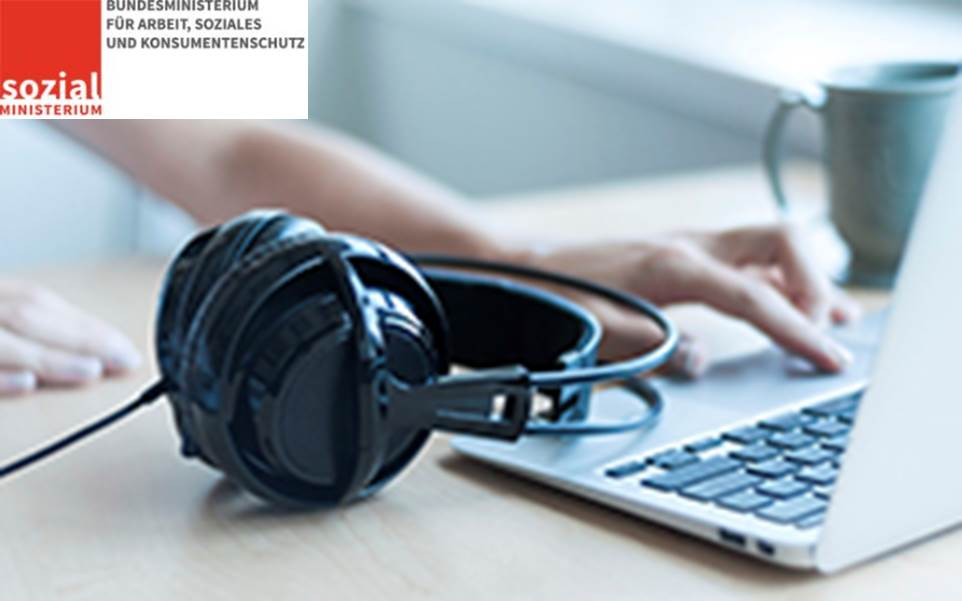 BUNDESMINISTERIUM
FÜR ARBEIT, SOZIALES
UND KONSUMENTENSCHUTZ
sozial
MINISTERIUM